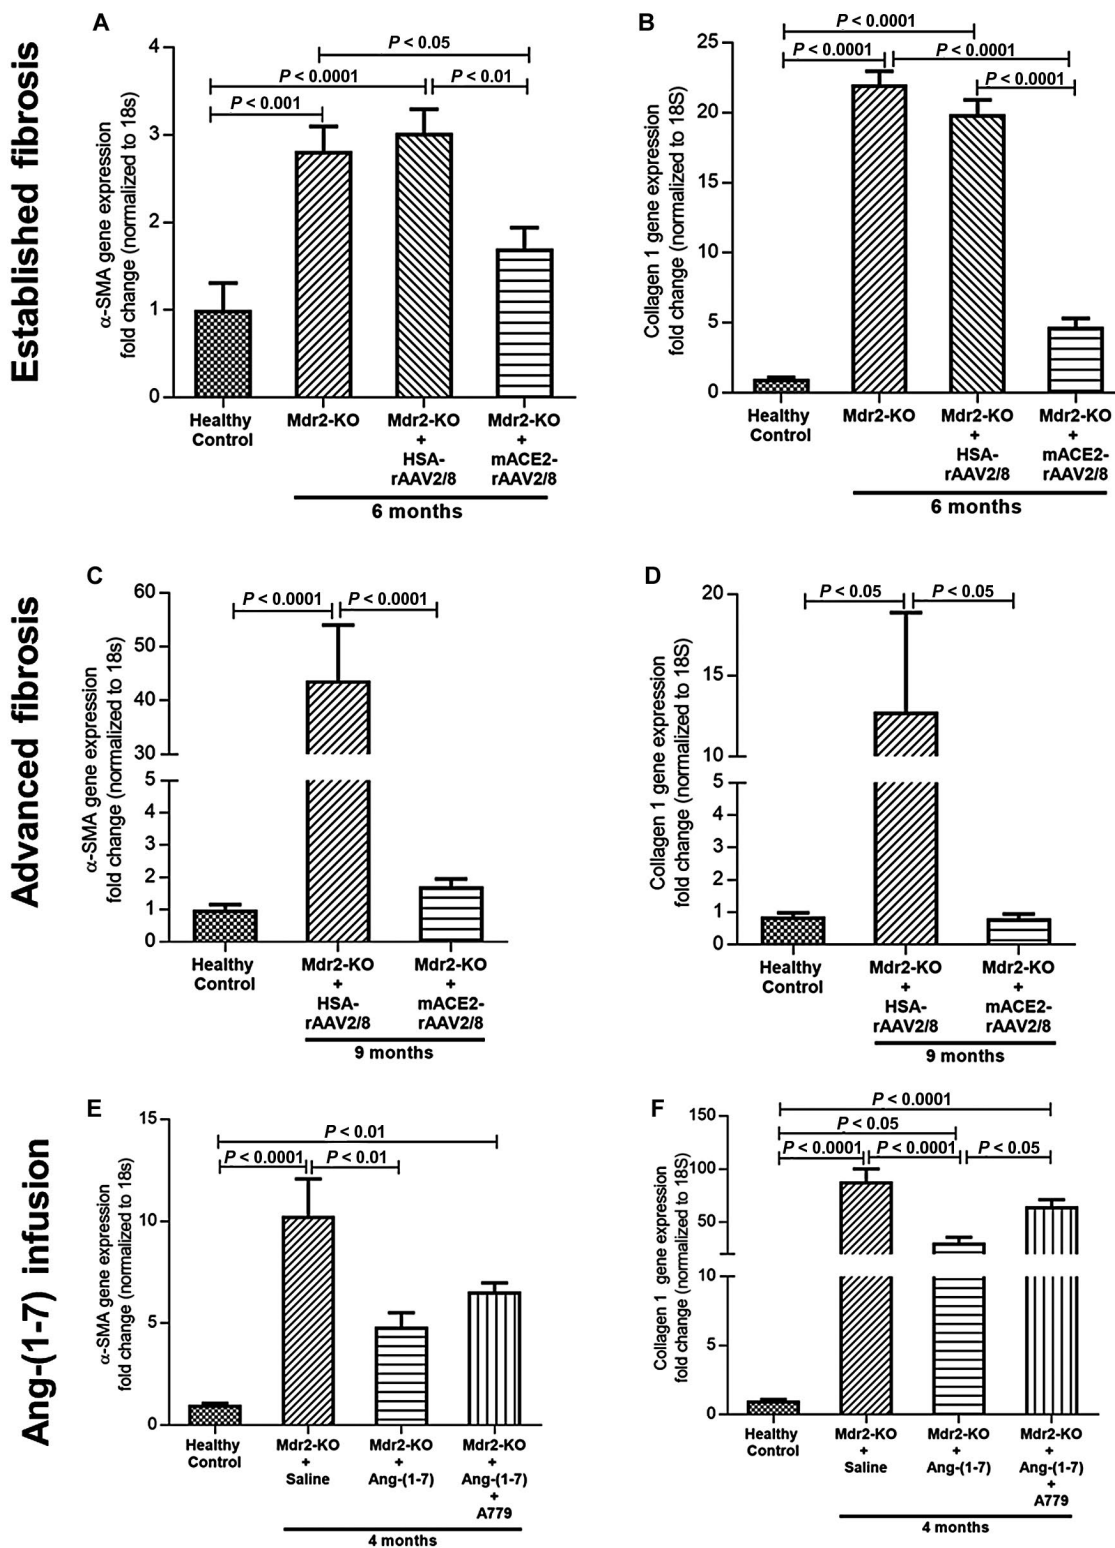 Established fibrosis
A
α-SMA gene expression
fold change (normalized to 18s)
4
3
2
1
0
P < 0.05
P < 0.0001
P < 0.01
P < 0.001
Healthy
Control
Mdr2-KO
Mdr2-KO
+
HSA-
rAAV2/8
Mdr2-KO
+
mACE2-
rAAV2/8
6 months
B
Collagen 1 gene expression
fold change (normalized to 18S)
25
20
15
10
5
0
P < 0.0001
P < 0.0001
P < 0.0001
P < 0.0001
Healthy
Control
Mdr2-KO
Mdr2-KO
+
HSA-
rAAV2/8
Mdr2-KO
+
mACE2-
rAAV2/8
6 months
Advanced fibrosis
C
α-SMA gene expression
fold change (normalized to 18s)
60
50
40
30
5
4
3
2
1
0
P < 0.0001
P < 0.0001
Healthy
Control
Mdr2-KO
+
HSA-
rAAV2/8
Mdr2-KO
+
mACE2-
rAAV2/8
9 months
D
Collagen 1 gene expression
fold change (normalized to 18S)
20
15
10
5
4
3
2
1
0
P < 0.05
P < 0.05
Healthy
Control
Mdr2-KO
+
HSA-
rAAV2/8
Mdr2-KO
+
mACE2-
rAAV2/8
9 months
Ang-(1-7) infusion
E
α-SMA gene expression
fold change (normalized to 18s)
15
10
5
0
P < 0.01
P < 0.0001
P < 0.01
Healthy
Control
Mdr2-KO
+
Saline
Mdr2-KO
+
Ang-(1-7)
Mdr2-KO
+
Ang-(1-7)
+
A779
4 months
F
Collagen 1 gene expression
fold change (normalized to 18S)
150
100
50
10
5
0
P < 0.0001
P < 0.05
P < 0.0001
P < 0.0001
P < 0.05
Healthy
Control
Mdr2-KO
+
Saline
Mdr2-KO
+
Ang-(1-7)
Mdr2-KO
+
Ang-(1-7)
+
A779
4 months